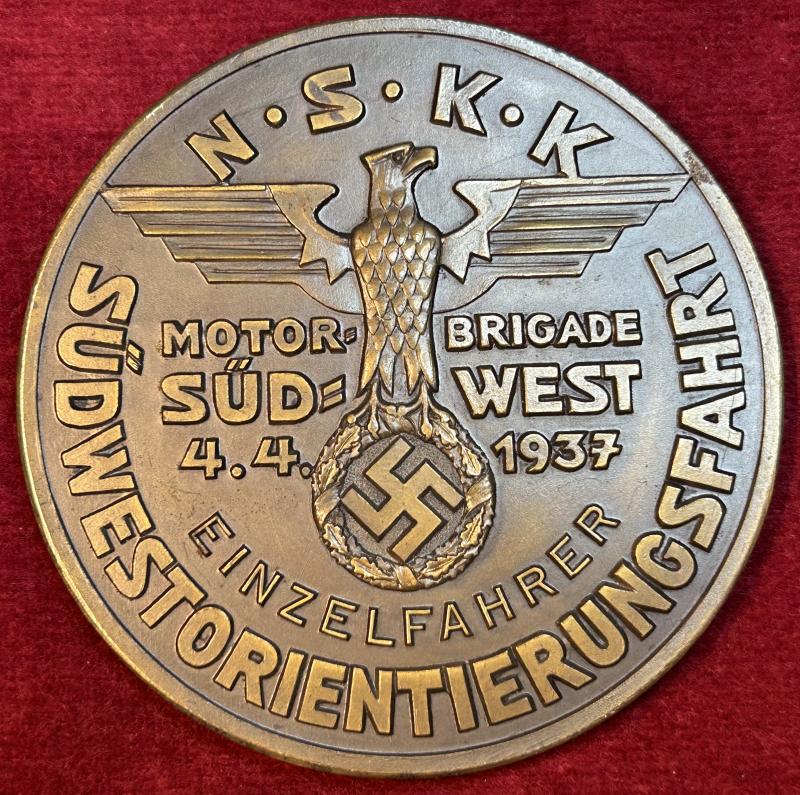 N·S·K·K
MOTOR= BRIGADE
SÜD= WEST
4.4. 1937
EINZELFAHRER
SÜDWESTORIENTIERUNGSFAHRT